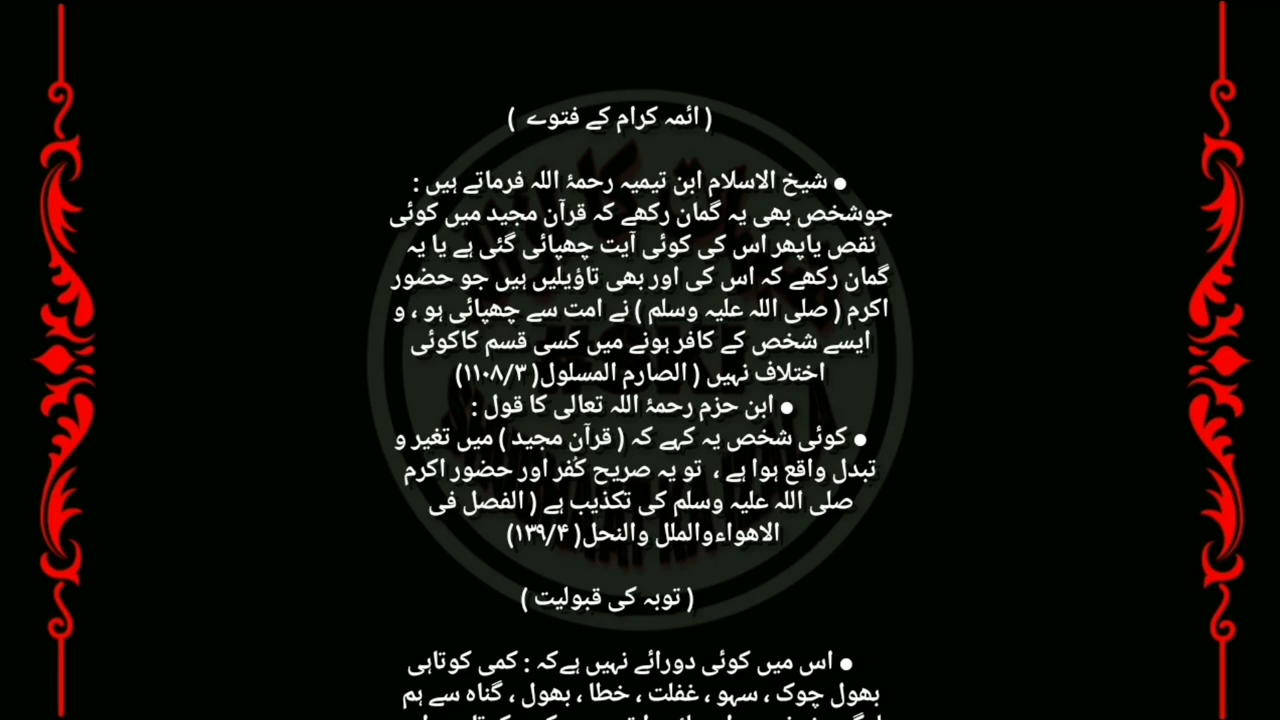 ( ائمہ کرام کے فتوے )
● شیخ الاسلام ابن تیمیہ رحمۂ اللہ فرماتے ہیں :
جوشخص بھی یہ گمان رکھے کہ قرآن مجید میں کوئی
نقص یاپھر اس کی کوئی آیت چھپائی گئی ہے یا یہ
گمان رکھے کہ اس کی اور بھی تاؤیلیں ہیں جو حضور
اکرم ( صلی اللہ علیہ وسلم ) نے امت سے چھپائی ہو ، و
ایسے شخص کے کافر ہونے میں کسی قسم کاکوئی
اختلاف نہیں ( الصارم المسلول( ۱۱۰۸/۳)
● ابن حزم رحمۂ اللہ تعالی کا قول :
● کوئی شخص یہ کہے کہ ( قرآن مجید ) میں تغیر و
تبدل واقع ہوا ہے ، تو یہ صریح کُفر اور حضور اکرم
صلی اللہ علیہ وسلم کی تکذیب ہے ( الفصل فی
الاھواءوالملل والنحل( ۱۳۹/۴)
( توبہ کی قبولیت )
● اس میں کوئی دورائے نہیں ہےکہ : کمی کوتاہی
بھول چوک ، سہو ، غفلت ، خطا ، بھول ، گناہ سے ہم